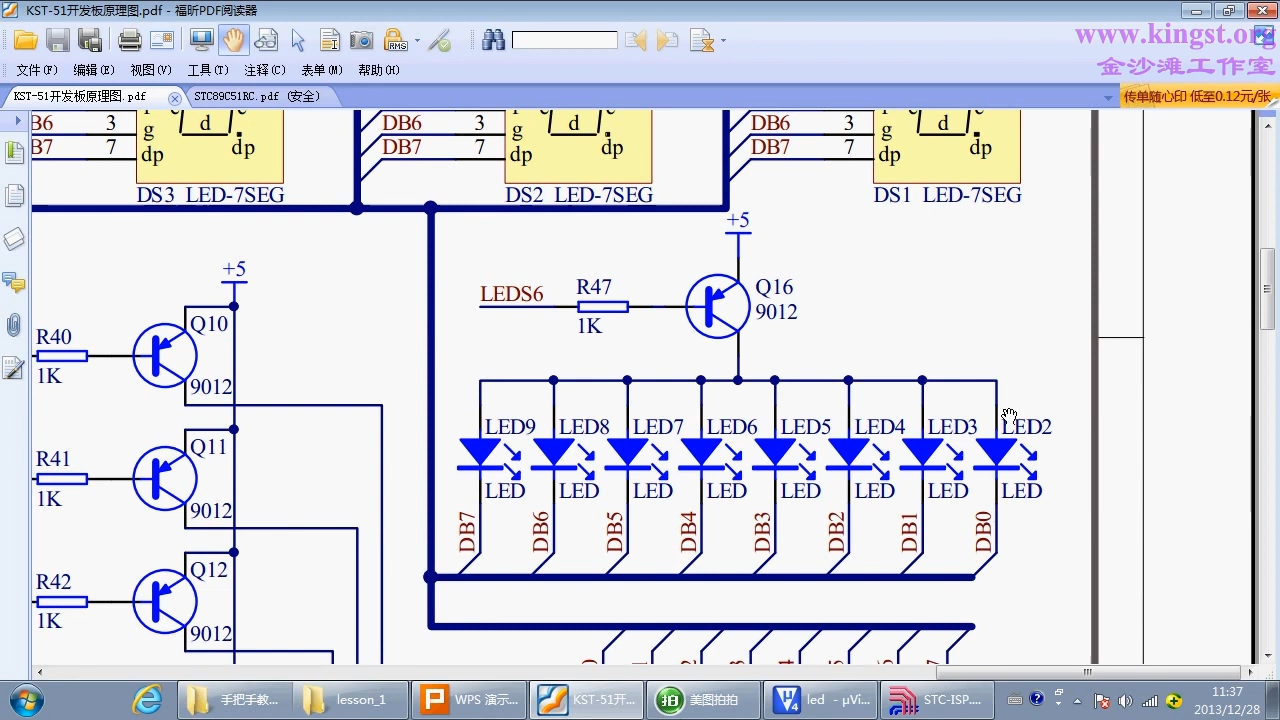 KST-51开发板原理图.pdf - 福昕PDF阅读器
www.kingst.org
金沙滩工作室
RMS
文件(F) 编辑(E) 视图(V) 工具(T) 注释(C) 表单(M) 帮助(H)
KST-51开发板原理图.pdf STC89C51RC.pdf (安全) 传单随心印 低至0.12元/张
B6 3 g d DB6 3 g d DB6 3 g d
B7 7 dp dp DB7 7 dp dp DB7 7 dp dp
DS3 LED-7SEG DS2 LED-7SEG DS1 LED-7SEG
+5
+5
LEDS6 R47 Q16
1K 9012
Q10
R40
1K 9012
LED9 LED8 LED7 LED6 LED5 LED4 LED3 LED2
Q11
R41
LED LED LED LED LED LED LED LED
1K 9012
DB7 DB6 DB5 DB4 DB3 DB2 DB1 DB0
Q12
R42
1K 9012
手把手教... lesson_1 WPS 演示... KST-51开... 美图拍拍 led - µVi... STC-ISP....
11:37
2013/12/28